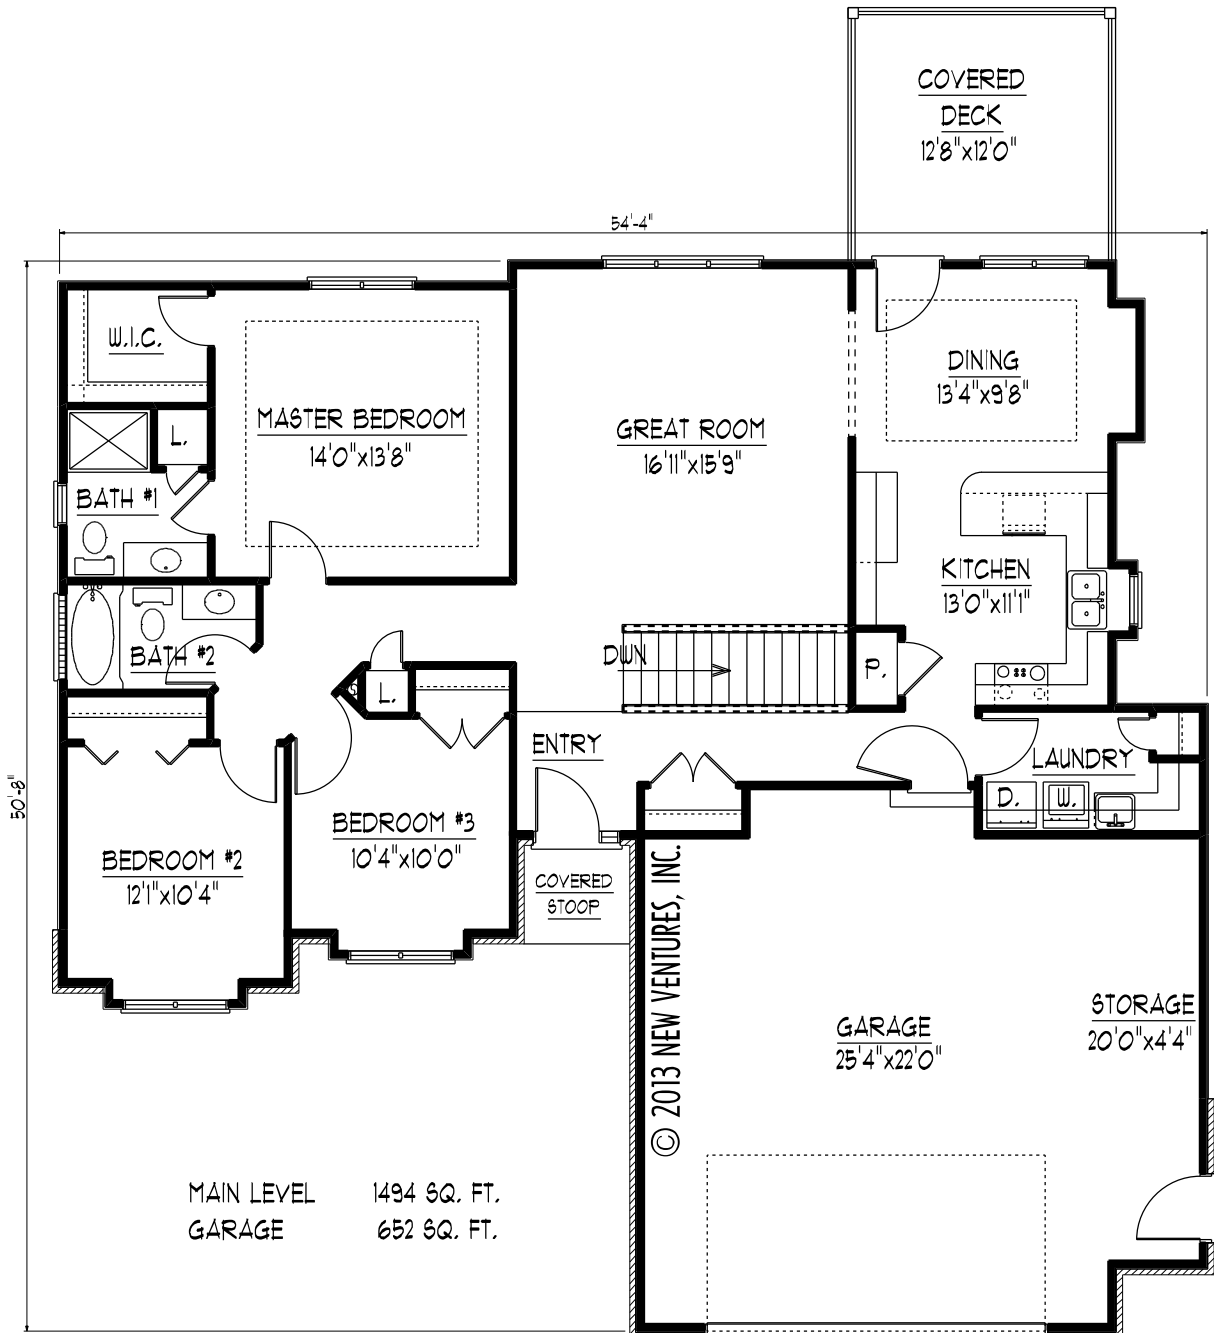 COVERED
DECK
12'8"x12'0"
54'-4"
W.I.C.
MASTER BEDROOM
14'0"x13'8"
L.
BATH #1
GREAT ROOM
16'11"x15'9"
DINING
13'4"x9'8"
KITCHEN
13'0"x11'1"
BATH #2
DWN
P.
S
L.
ENTRY
LAUNDRY
D.
W.
50'-8"
BEDROOM #2
12'1"x10'4"
BEDROOM #3
10'4"x10'0"
COVERED
STOOP
© 2013 NEW VENTURES, INC.
GARAGE
25'4"x22'0"
STORAGE
20'0"x4'4"
MAIN LEVEL 1494 SQ. FT.
GARAGE 652 SQ. FT.